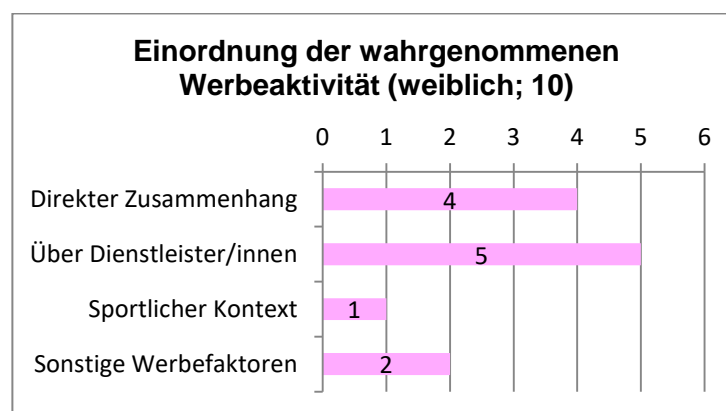 Einordnung der wahrgenommenen
Werbeaktivität (weiblich; 10)
0 1 2 3 4 5 6
Direkter Zusammenhang 4
Über Dienstleister/innen 5
Sportlicher Kontext 1
Sonstige Werbefaktoren 2